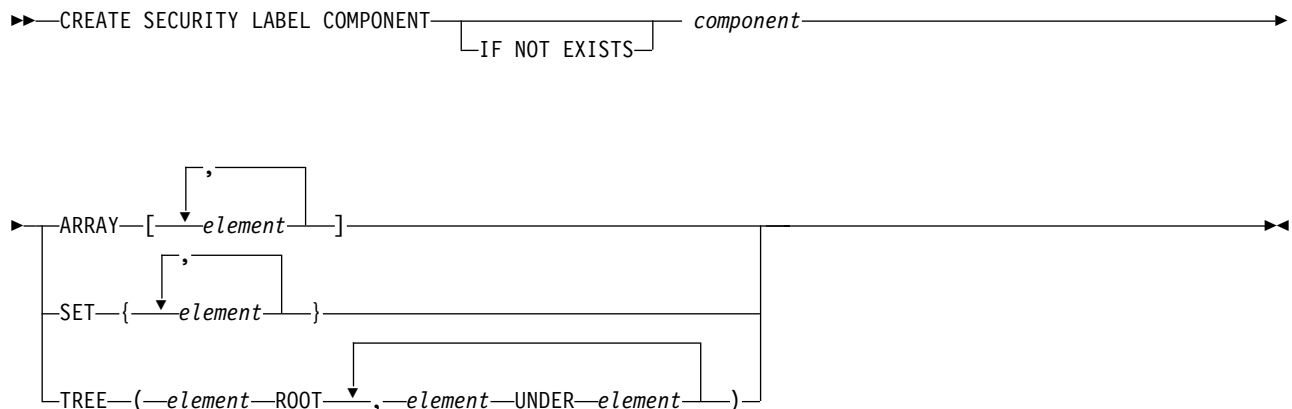 CREATE SECURITY LABEL COMPONENT component
IF NOT EXISTS
,
ARRAY [ element ]
,
SET { element }
TREE ( element ROOT , element UNDER element )